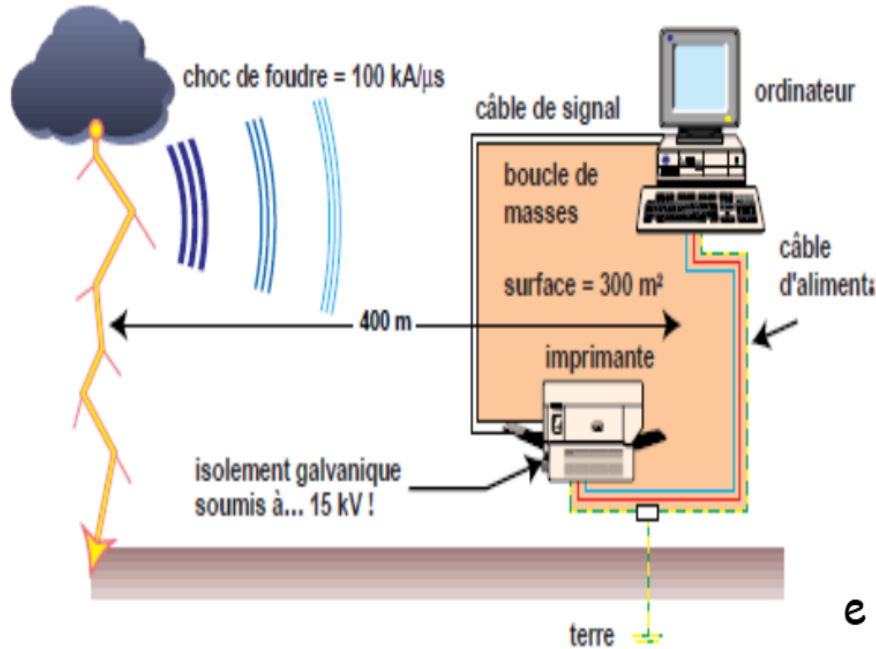 choc de foudre = 100 kA/µs
câble de signal
ordinateur
boucle de
masses
câble
d'alimenta
surface = 300 m²
400 m
imprimante
isolement galvanique
soumis à... 15 kV !
terre
e